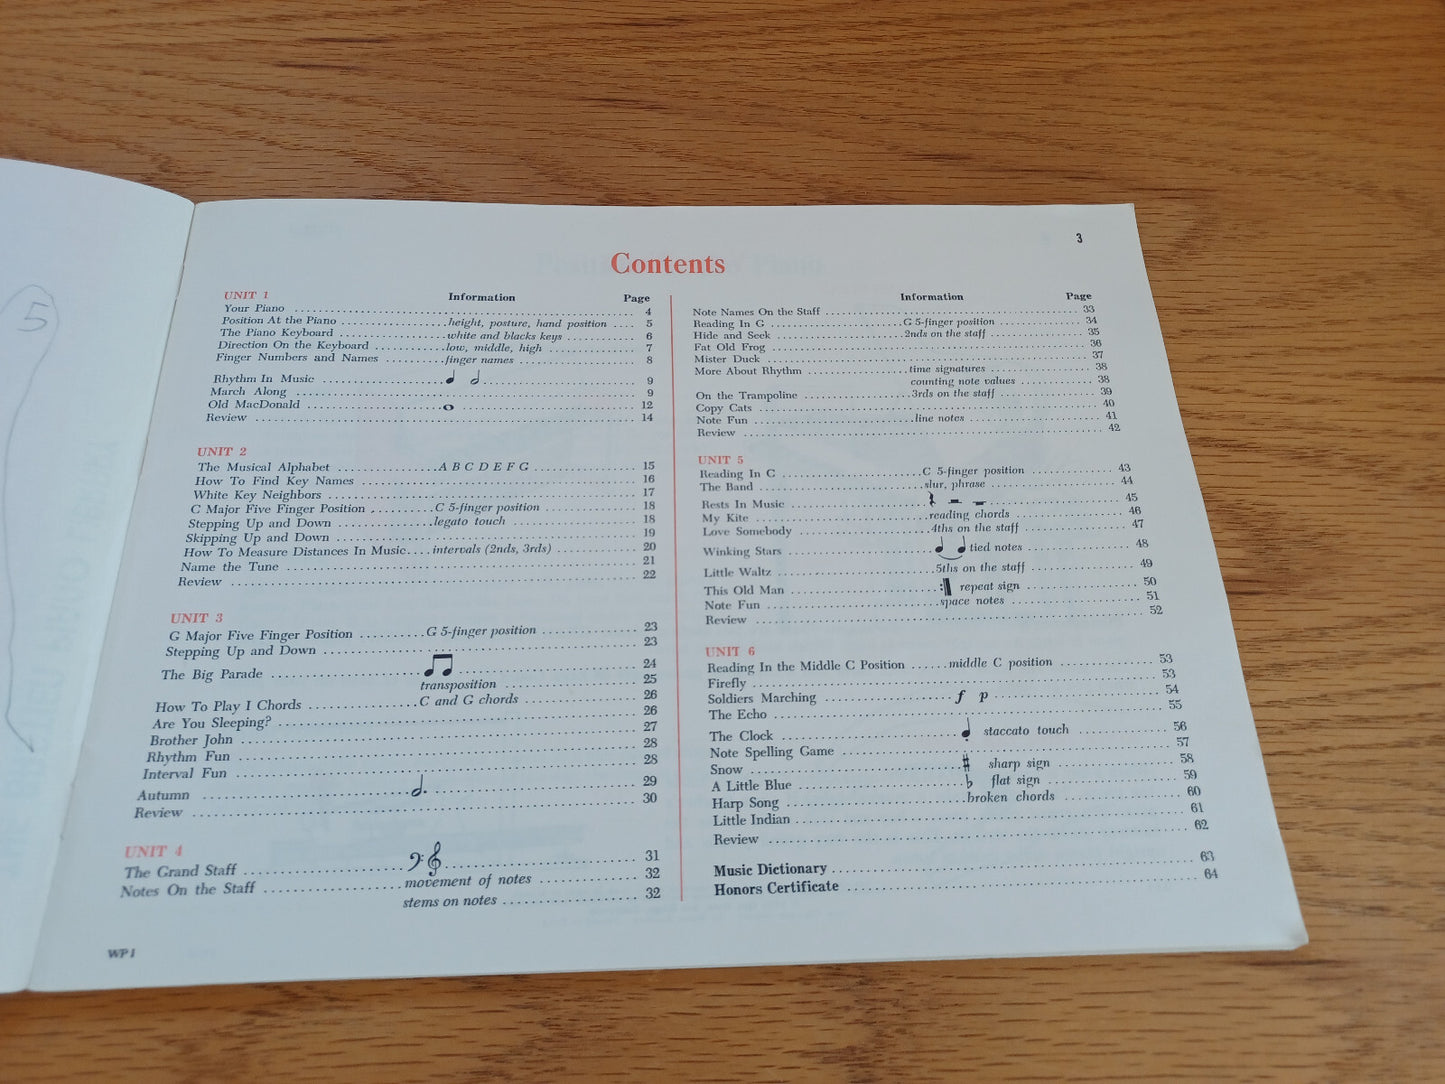 5
3
Contents
UNIT 1 Information Page
Your Piano ........ 4
Position At the Piano ........ height, posture, hand position .... 5
The Piano Keyboard ........ white and blacks keys ........ 6
Direction On the Keyboard ........ low, middle, high ........ 7
Finger Numbers and Names ........ finger names ........ 8
Rhythm In Music ........ 𝅘𝅥 𝅗𝅥 ........ 9
March Along ........ 9
Old MacDonald ........ 𝅝 ........ 12
Review ........ 14
UNIT 2
The Musical Alphabet ........ A B C D E F G ........ 15
How To Find Key Names ........ 16
White Key Neighbors ........ 17
C Major Five Finger Position ........ C 5-finger position ........ 18
Stepping Up and Down ........ legato touch ........ 18
Skipping Up and Down ........ 19
How To Measure Distances In Music .... intervals (2nds, 3rds) ........ 20
Name the Tune ........ 21
Review ........ 22
UNIT 3
G Major Five Finger Position ........ G 5-finger position ........ 23
Stepping Up and Down ........ 23
The Big Parade ........ ♫ ........ 24
transposition ........ 25
How To Play I Chords ........ C and G chords ........ 26
Are You Sleeping? ........ 26
Brother John ........ 27
Rhythm Fun ........ 28
Interval Fun ........ 28
Autumn ........ 𝅗𝅥. ........ 29
Review ........ 30
UNIT 4
The Grand Staff ........ 𝄢 𝄞 ........ 31
Notes On the Staff ........ movement of notes ........ 32
stems on notes ........ 32
WP1
Information Page
Note Names On the Staff ........ 33
Reading In G ........ G 5-finger position ........ 34
Hide and Seek ........ 2nds on the staff ........ 35
Fat Old Frog ........ 36
Mister Duck ........ 37
More About Rhythm ........ time signatures ........ 38
counting note values ........ 38
On the Trampoline ........ 3rds on the staff ........ 39
Copy Cats ........ 40
Note Fun ........ line notes ........ 41
Review ........ 42
UNIT 5
Reading In C ........ C 5-finger position ........ 43
The Band ........ slur, phrase ........ 44
Rests In Music ........ 𝄽 𝄼 𝄻 ........ 45
My Kite ........ reading chords ........ 46
Love Somebody ........ 4ths on the staff ........ 47
Winking Stars ........ 𝅘𝅥 𝅘𝅥 tied notes ........ 48
Little Waltz ........ 5ths on the staff ........ 49
This Old Man ........ 𝄇 repeat sign ........ 50
Note Fun ........ space notes ........ 51
Review ........ 52
UNIT 6
Reading In the Middle C Position ...... middle C position ........ 53
Firefly ........ 53
Soldiers Marching ........ f p ........ 54
The Echo ........ 55
The Clock ........ 𝅘𝅥 staccato touch ........ 56
Note Spelling Game ........ 57
Snow ........ ♯ sharp sign ........ 58
A Little Blue ........ ♭ flat sign ........ 59
Harp Song ........ broken chords ........ 60
Little Indian ........ 61
Review ........ 62
Music Dictionary ........ 63
Honors Certificate ........ 64